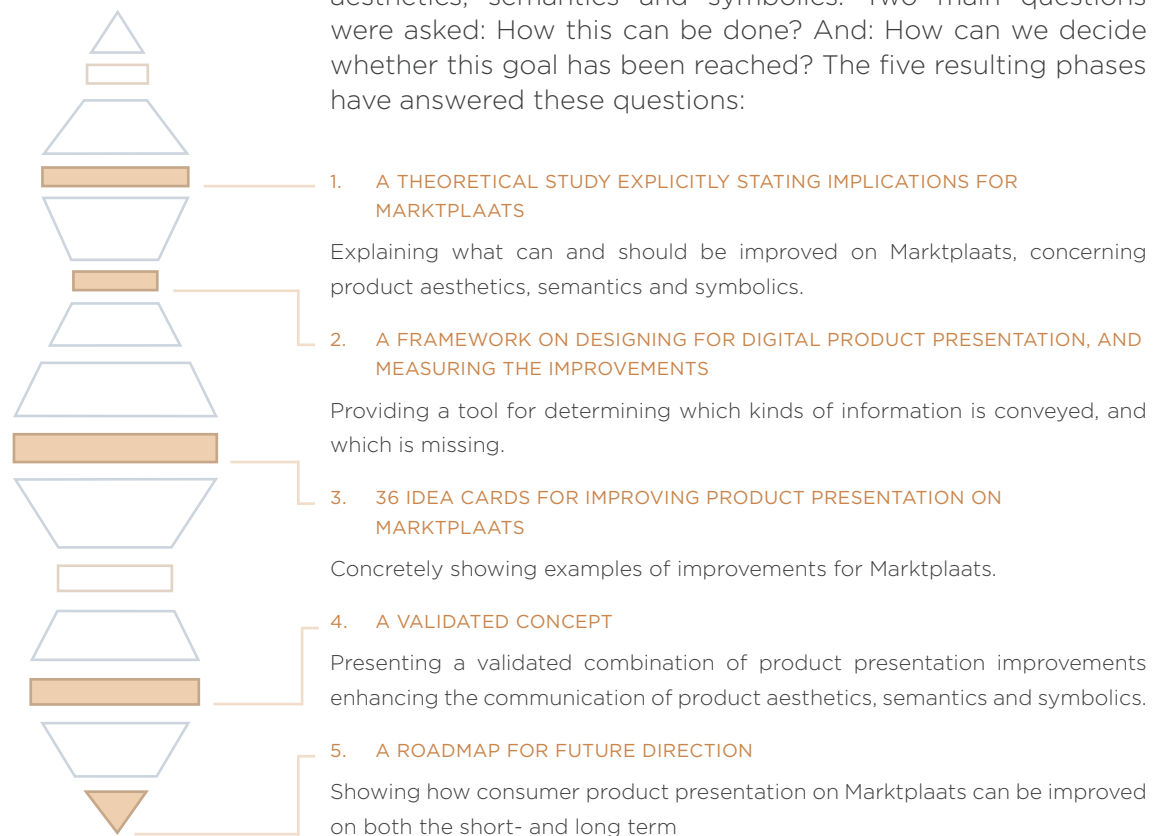 aesthetics, semantics and symbolics. Two main questions
were asked: How this can be done? And: How can we decide
whether this goal has been reached? The five resulting phases
have answered these questions:
1. A THEORETICAL STUDY EXPLICITLY STATING IMPLICATIONS FOR
MARKTPLAATS
Explaining what can and should be improved on Marktplaats, concerning
product aesthetics, semantics and symbolics.
2. A FRAMEWORK ON DESIGNING FOR DIGITAL PRODUCT PRESENTATION, AND
MEASURING THE IMPROVEMENTS
Providing a tool for determining which kinds of information is conveyed, and
which is missing.
3. 36 IDEA CARDS FOR IMPROVING PRODUCT PRESENTATION ON
MARKTPLAATS
Concretely showing examples of improvements for Marktplaats.
4. A VALIDATED CONCEPT
Presenting a validated combination of product presentation improvements
enhancing the communication of product aesthetics, semantics and symbolics.
5. A ROADMAP FOR FUTURE DIRECTION
Showing how consumer product presentation on Marktplaats can be improved
on both the short- and long term